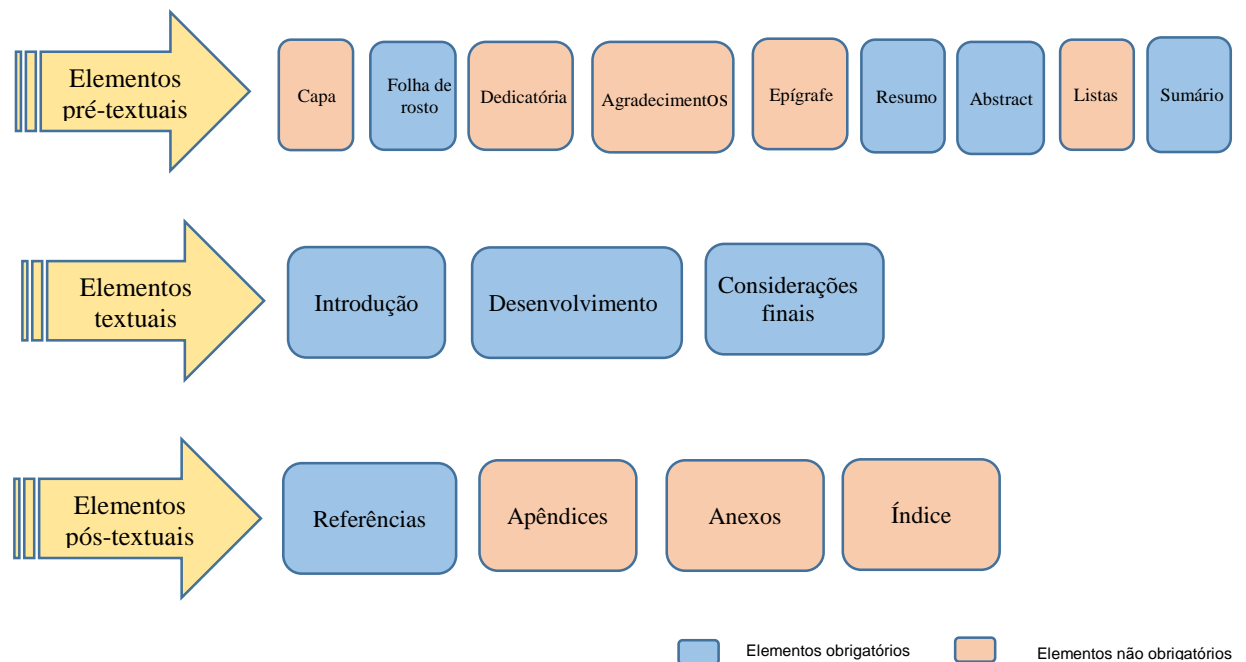 Elementos
pré-textuais
Capa
Folha de
rosto
Dedicatória
Agradecimentos
Epígrafe
Resumo
Abstract
Listas
Sumário
Elementos
textuais
Introdução
Desenvolvimento
Considerações
finais
Elementos
pós-textuais
Referências
Apêndices
Anexos
Índice
Elementos obrigatórios
Elementos não obrigatórios